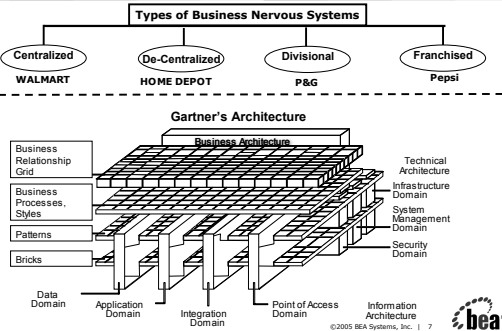 Types of Business Nervous Systems
Centralized
De-Centralized
Divisional
Franchised
WALMART
HOME DEPOT
P&G
Pepsi
Gartner's Architecture
Business Architecture
Business
Relationship
Grid
Business
Processes,
Styles
Patterns
Bricks
Technical
Architecture
Infrastructure
Domain
System
Management
Domain
Security
Domain
Data
Domain
Application
Domain
Integration
Domain
Point of Access
Domain
Information
Architecture
©2005 BEA Systems, Inc. | 7
bea